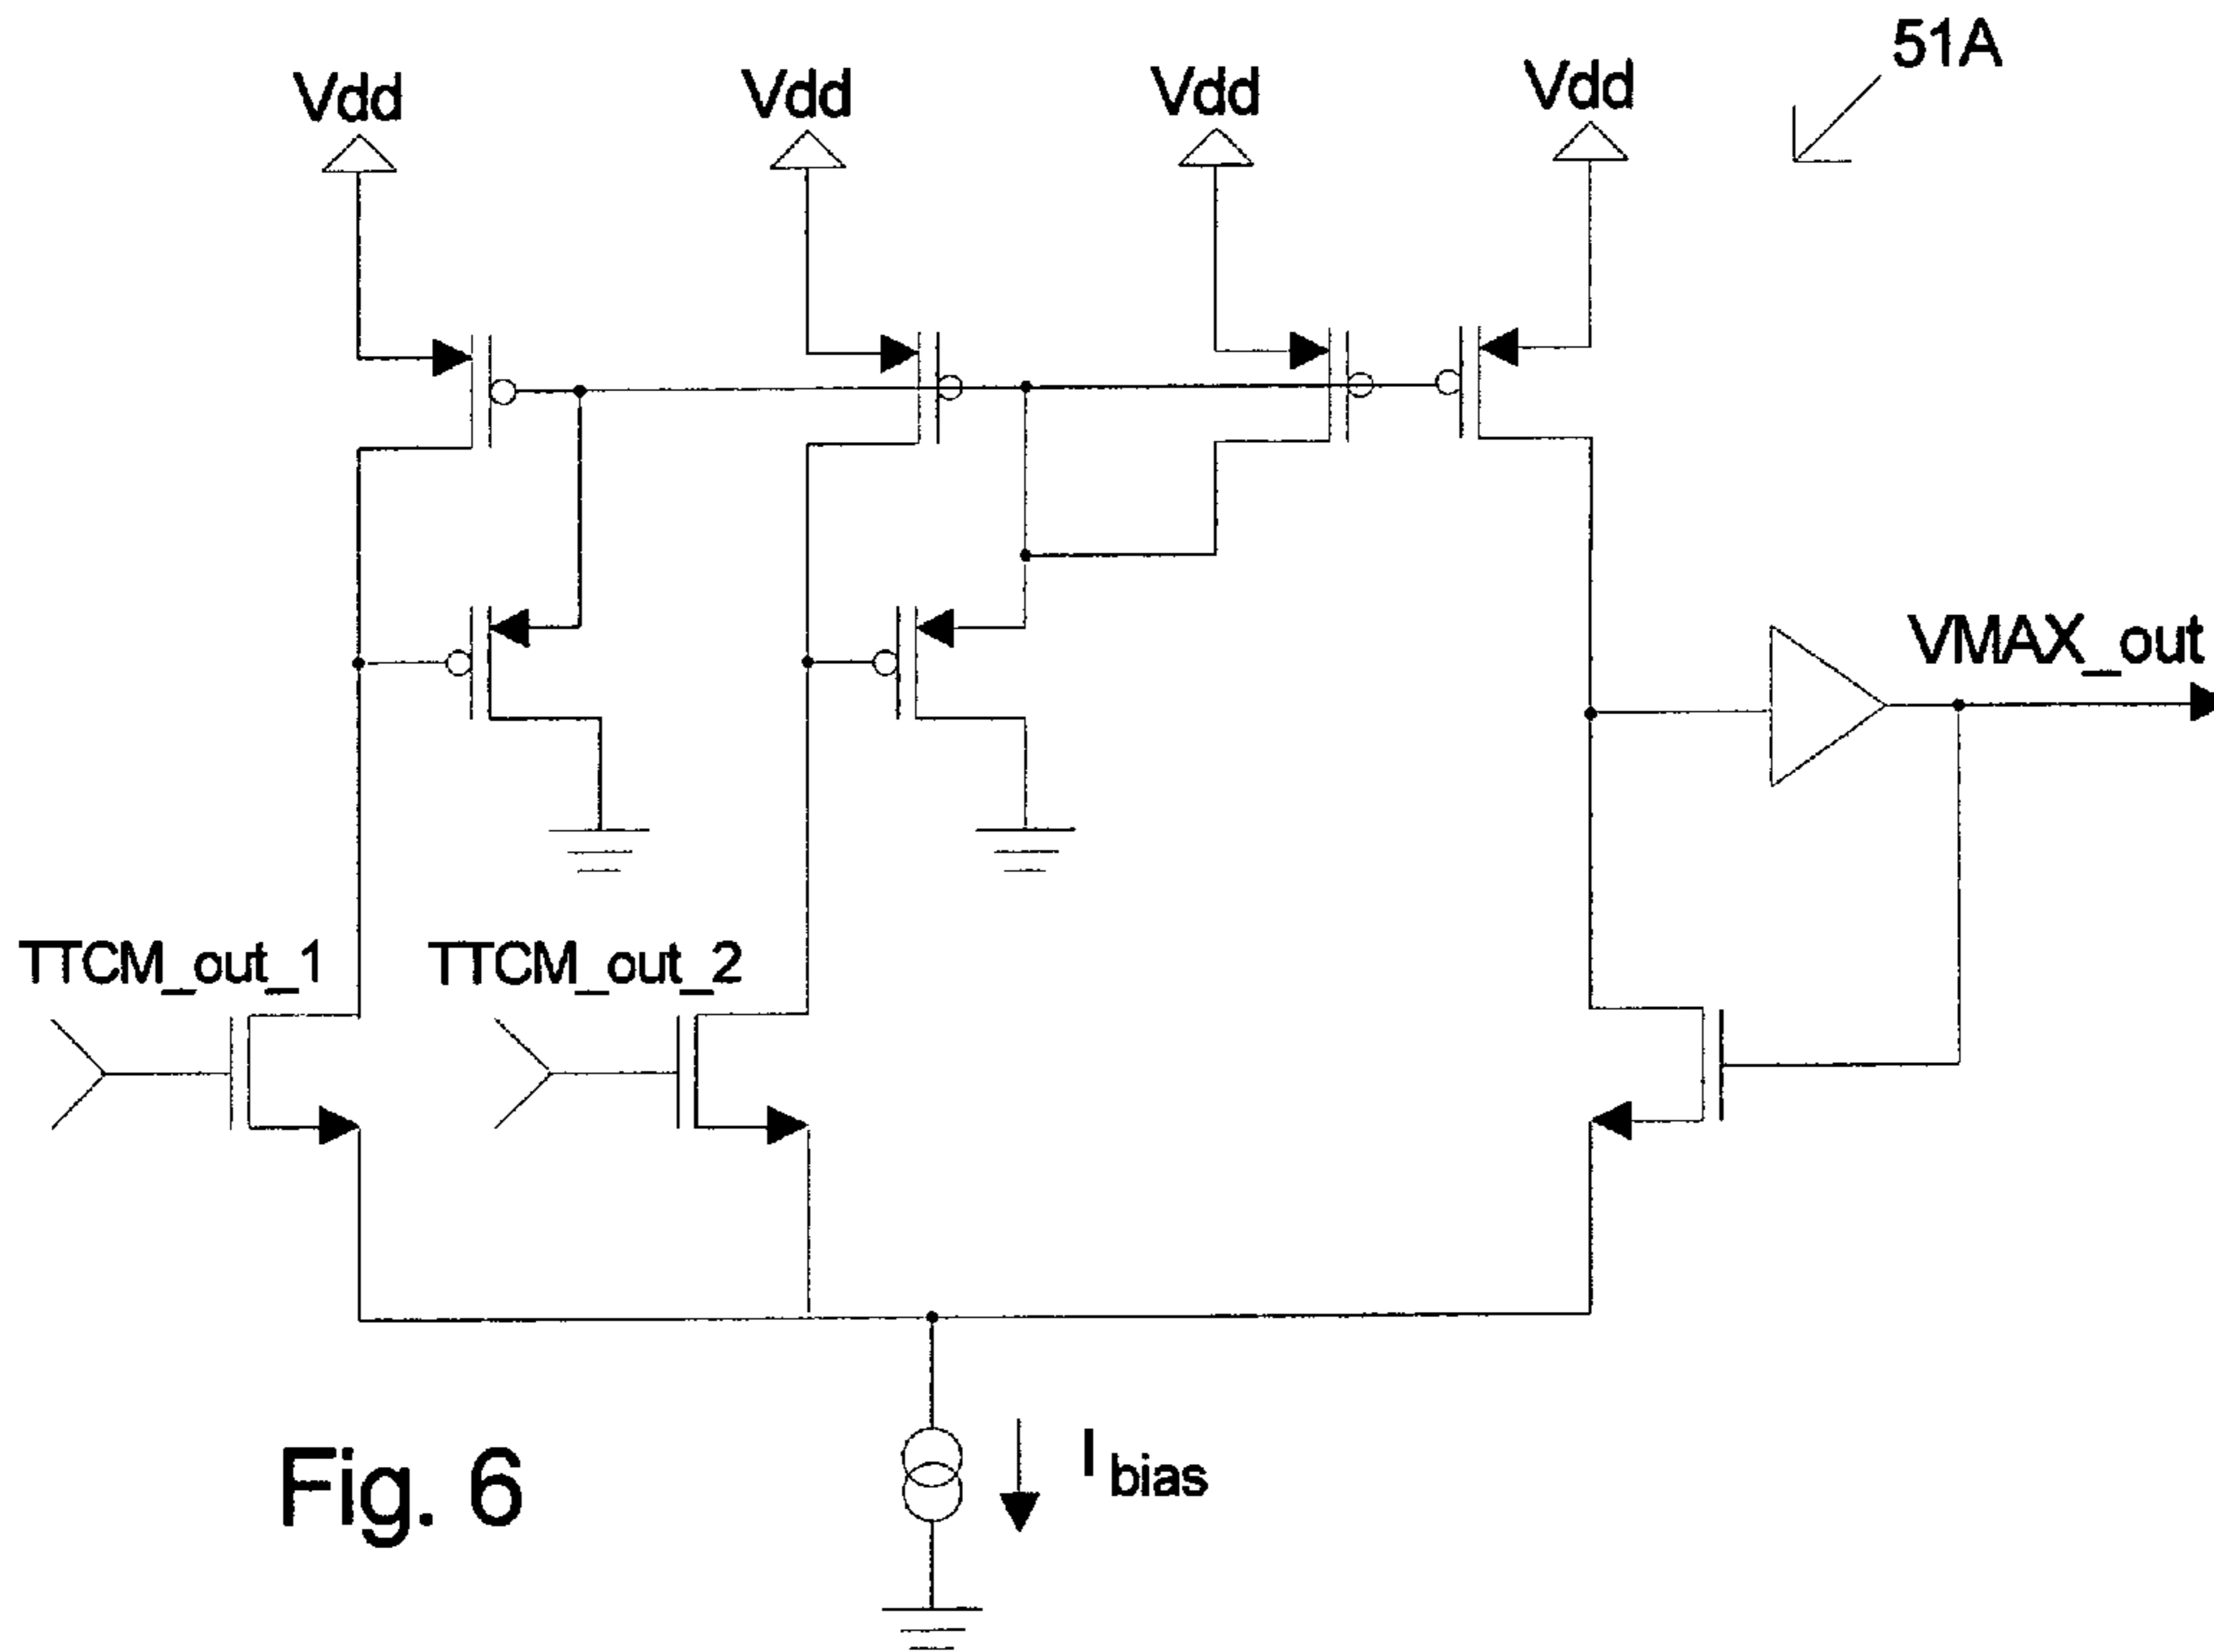 51A
Vdd
Vdd
Vdd
Vdd
VMAX_out
TTCM_out_1
TTCM_out_2
I bias
Fig. 6